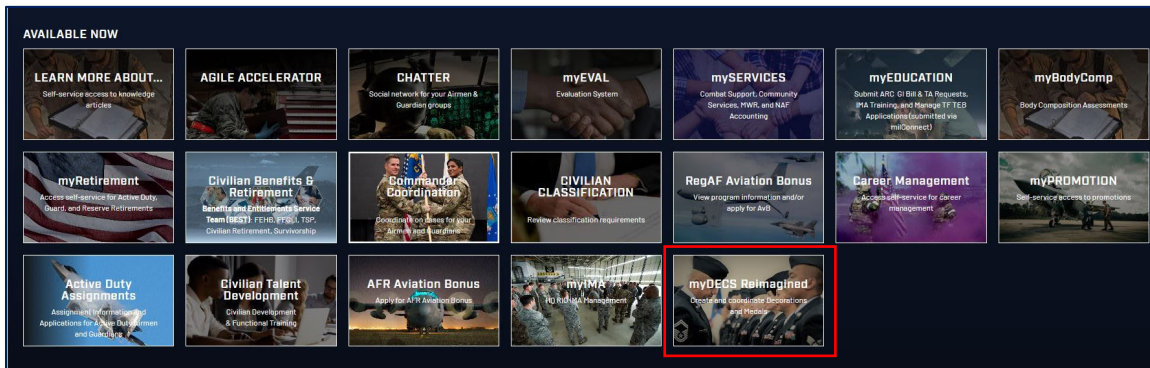 AVAILABLE NOW
LEARN MORE ABOUT...
Self-service access to knowledge
articles
AGILE ACCELERATOR
CHATTER
Social network for your Airmen &
Guardian groups
myEVAL
Evaluation System
mySERVICES
Combat Support, Community
Services, MWR, and NAF
Accounting
myEDUCATION
Submit ARC GI Bill & TA Requests,
IMA Training, and Manage TF TEB
Applications (submitted via
milConnect)
myBodyComp
Body Composition Assessments
myRetirement
Access self-service for Active Duty,
Guard, and Reserve Retirements
Civilian Benefits &
Retirement
Benefits and Entitlements Service
Team (BEST): FEHB, FEGLI, TSP,
Civilian Retirement, Survivorship
Commander
Coordination
Coordinate on cases for your
Airmen and Guardians
CIVILIAN
CLASSIFICATION
Review classification requirements
RegAF Aviation Bonus
View program information and/or
apply for AvB
Career Management
Access self-service for career
management
myPROMOTION
Self-service access to promotions
Active Duty
Assignments
Assignment Information and
Applications for Active Duty Airmen
and Guardians
Civilian Talent
Development
Civilian Development
& Functional Training
AFR Aviation Bonus
Apply for AFR Aviation Bonus
myIMA
HQ RIO IMA Management
myDECS Reimagined
Create and coordinate Decorations
and Medals